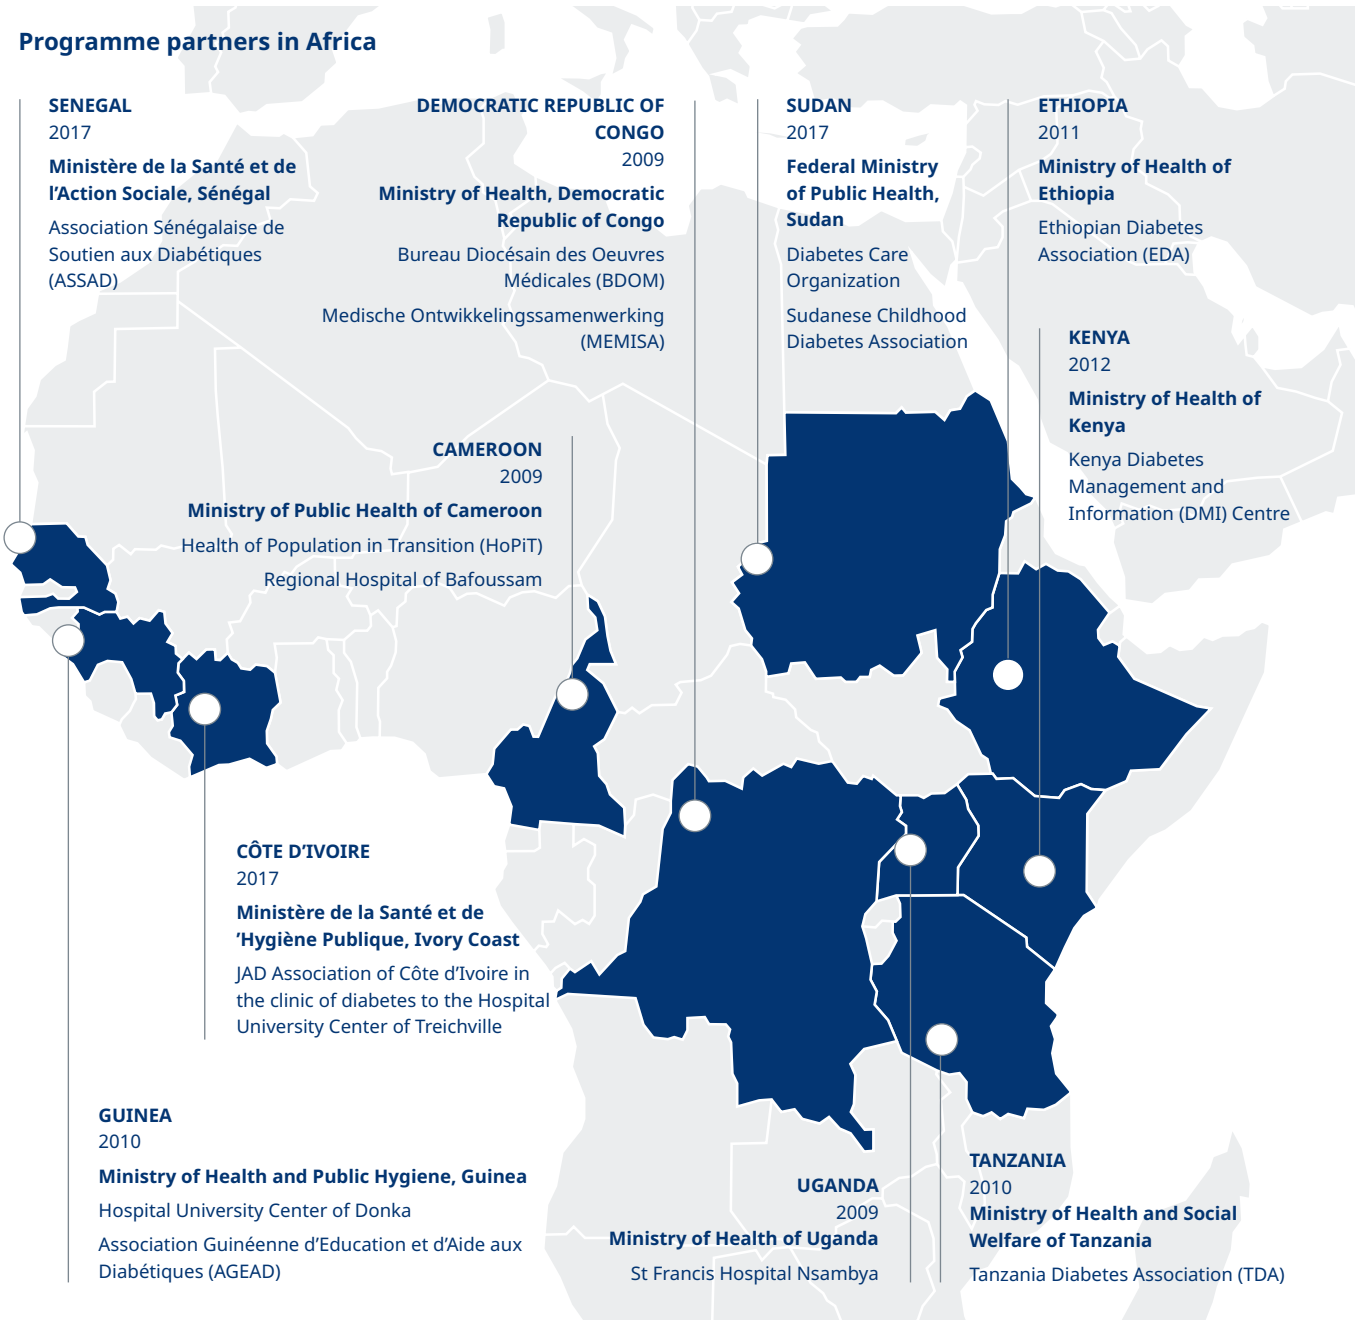 Programme partners in Africa
SENEGAL
2017
Ministère de la Santé et de
l’Action Sociale, Sénégal
Association Sénégalaise de
Soutien aux Diabétiques
(ASSAD)
DEMOCRATIC REPUBLIC OF
CONGO
2009
Ministry of Health, Democratic
Republic of Congo
Bureau Diocésain des Oeuvres
Médicales (BDOM)
Medische Ontwikkelingssamenwerking
(MEMISA)
SUDAN
2017
Federal Ministry
of Public Health,
Sudan
Diabetes Care
Organization
Sudanese Childhood
Diabetes Association
ETHIOPIA
2011
Ministry of Health of
Ethiopia
Ethiopian Diabetes
Association (EDA)
KENYA
2012
Ministry of Health of
Kenya
Kenya Diabetes
Management and
Information (DMI) Centre
CAMEROON
2009
Ministry of Public Health of Cameroon
Health of Population in Transition (HoPiT)
Regional Hospital of Bafoussam
CÔTE D’IVOIRE
2017
Ministère de la Santé et de
’Hygiène Publique, Ivory Coast
JAD Association of Côte d’Ivoire in
the clinic of diabetes to the Hospital
University Center of Treichville
GUINEA
2010
Ministry of Health and Public Hygiene, Guinea
Hospital University Center of Donka
Association Guinéenne d’Education et d’Aide aux
Diabétiques (AGEAD)
UGANDA
2009
Ministry of Health of Uganda
St Francis Hospital Nsambya
TANZANIA
2010
Ministry of Health and Social
Welfare of Tanzania
Tanzania Diabetes Association (TDA)